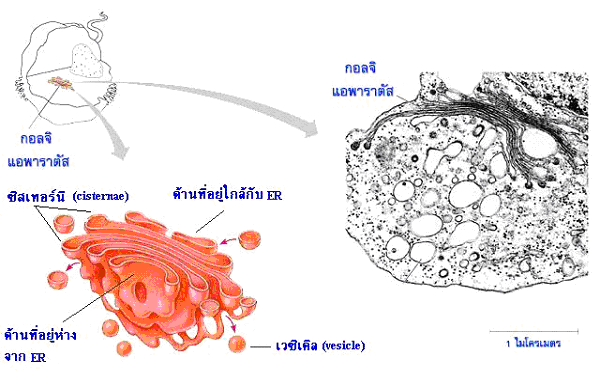 กอลจิ
แอพาราตัส
กอลจิ
แอพาราตัส
ซิสเทอร์นี (cisternae)
ด้านที่อยู่ใกล้กับ ER
ด้านที่อยู่ห่าง
จาก ER
เวซิเคิล (vesicle)
1 ไมโครเมตร